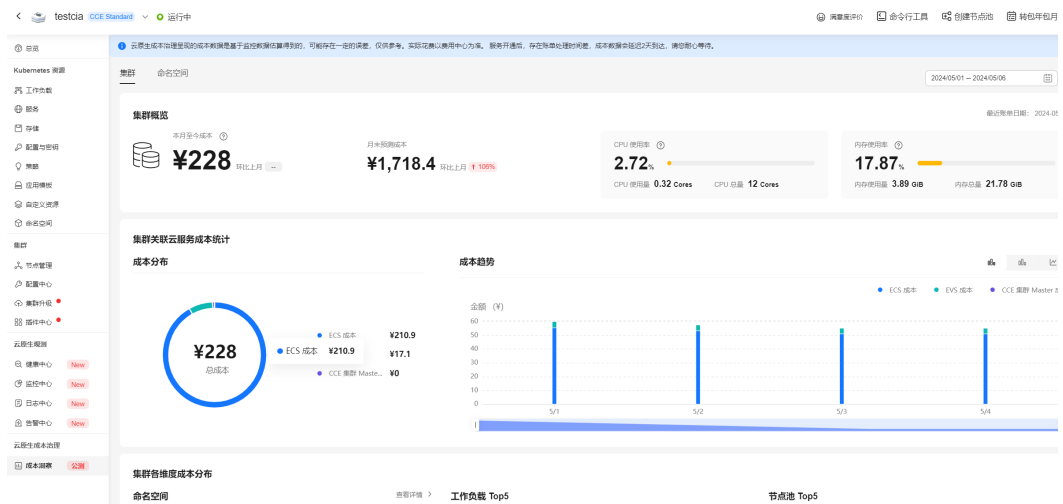 testcia CCE Standard 运行中 满意度评价 命令行工具 创建节点池 转包年包月
总览
Kubernetes 资源
工作负载
服务
存储
配置与密钥
策略
应用模板
自定义资源
命名空间
集群
节点管理
配置中心
集群升级
插件中心
云原生观测
健康中心 New
监控中心 New
日志中心 New
告警中心 New
云原生成本治理
成本洞察 公测
云原生成本治理呈现的成本数据是基于监控数据估算得到的，可能存在一定的误差，仅供参考。实际花费以费用中心为准。 服务开通后，存在账单处理时间差，成本数据会延迟2天到达，请您耐心等待。
集群 命名空间
2024/05/01 – 2024/05/06
集群概览
最近账单日期： 2024-05
本月至今成本
¥228 环比上月 --
月末预测成本
¥1,718.4 环比上月 ↑ 106%
CPU 使用率
2.72%
CPU 使用量 0.32 Cores CPU 总量 12 Cores
内存使用率
17.87%
内存使用量 3.89 GiB 内存总量 21.78 GiB
集群关联云服务成本统计
成本分布
¥228
总成本
ECS 成本 ¥210.9
ECS 成本 ¥210.9
¥17.1
CCE 集群 Maste... ¥0
成本趋势
ECS 成本 EVS 成本 CCE 集群 Master
金额 (¥)
60
50
40
30
20
10
0
5/1 5/2 5/3 5/4
集群各维度成本分布
命名空间 查看详情 工作负载 Top5 节点池 Top5